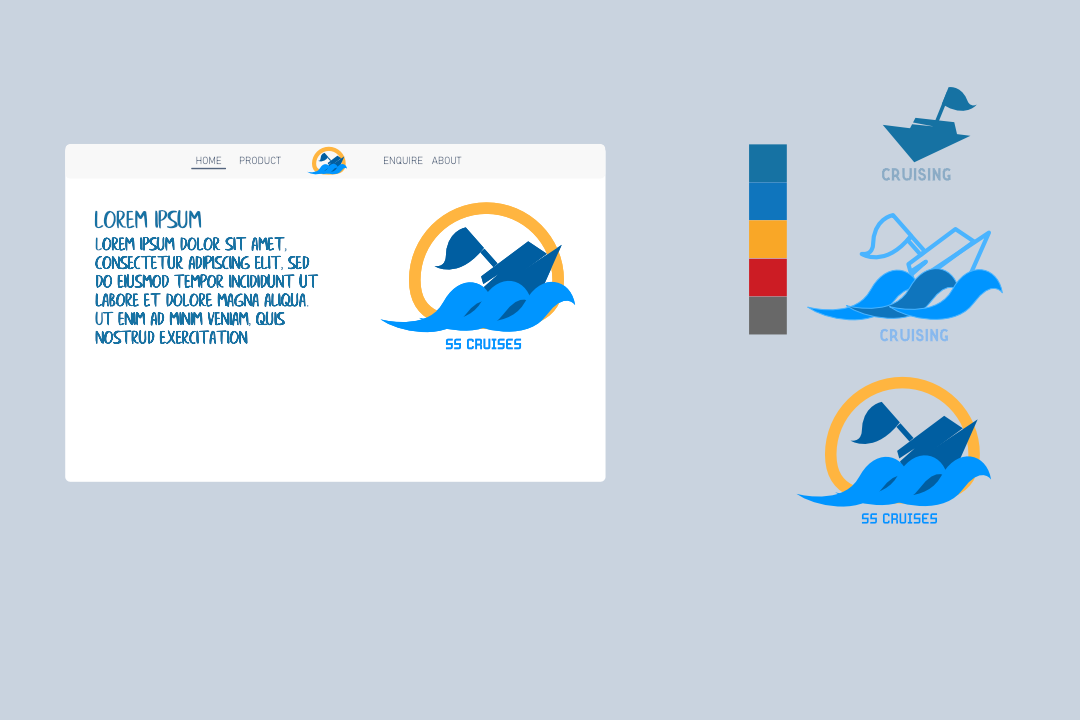 HOME PRODUCT ENQUIRE ABOUT
LOREM IPSUM
LOREM IPSUM DOLOR SIT AMET,
CONSECTETUR ADIPISCING ELIT, SED
DO EIUSMOD TEMPOR INCIDIDUNT UT
LABORE ET DOLORE MAGNA ALIQUA.
UT ENIM AD MINIM VENIAM, QUIS
NOSTRUD EXERCITATION
SS CRUISES
CRUISING
CRUISING
SS CRUISES